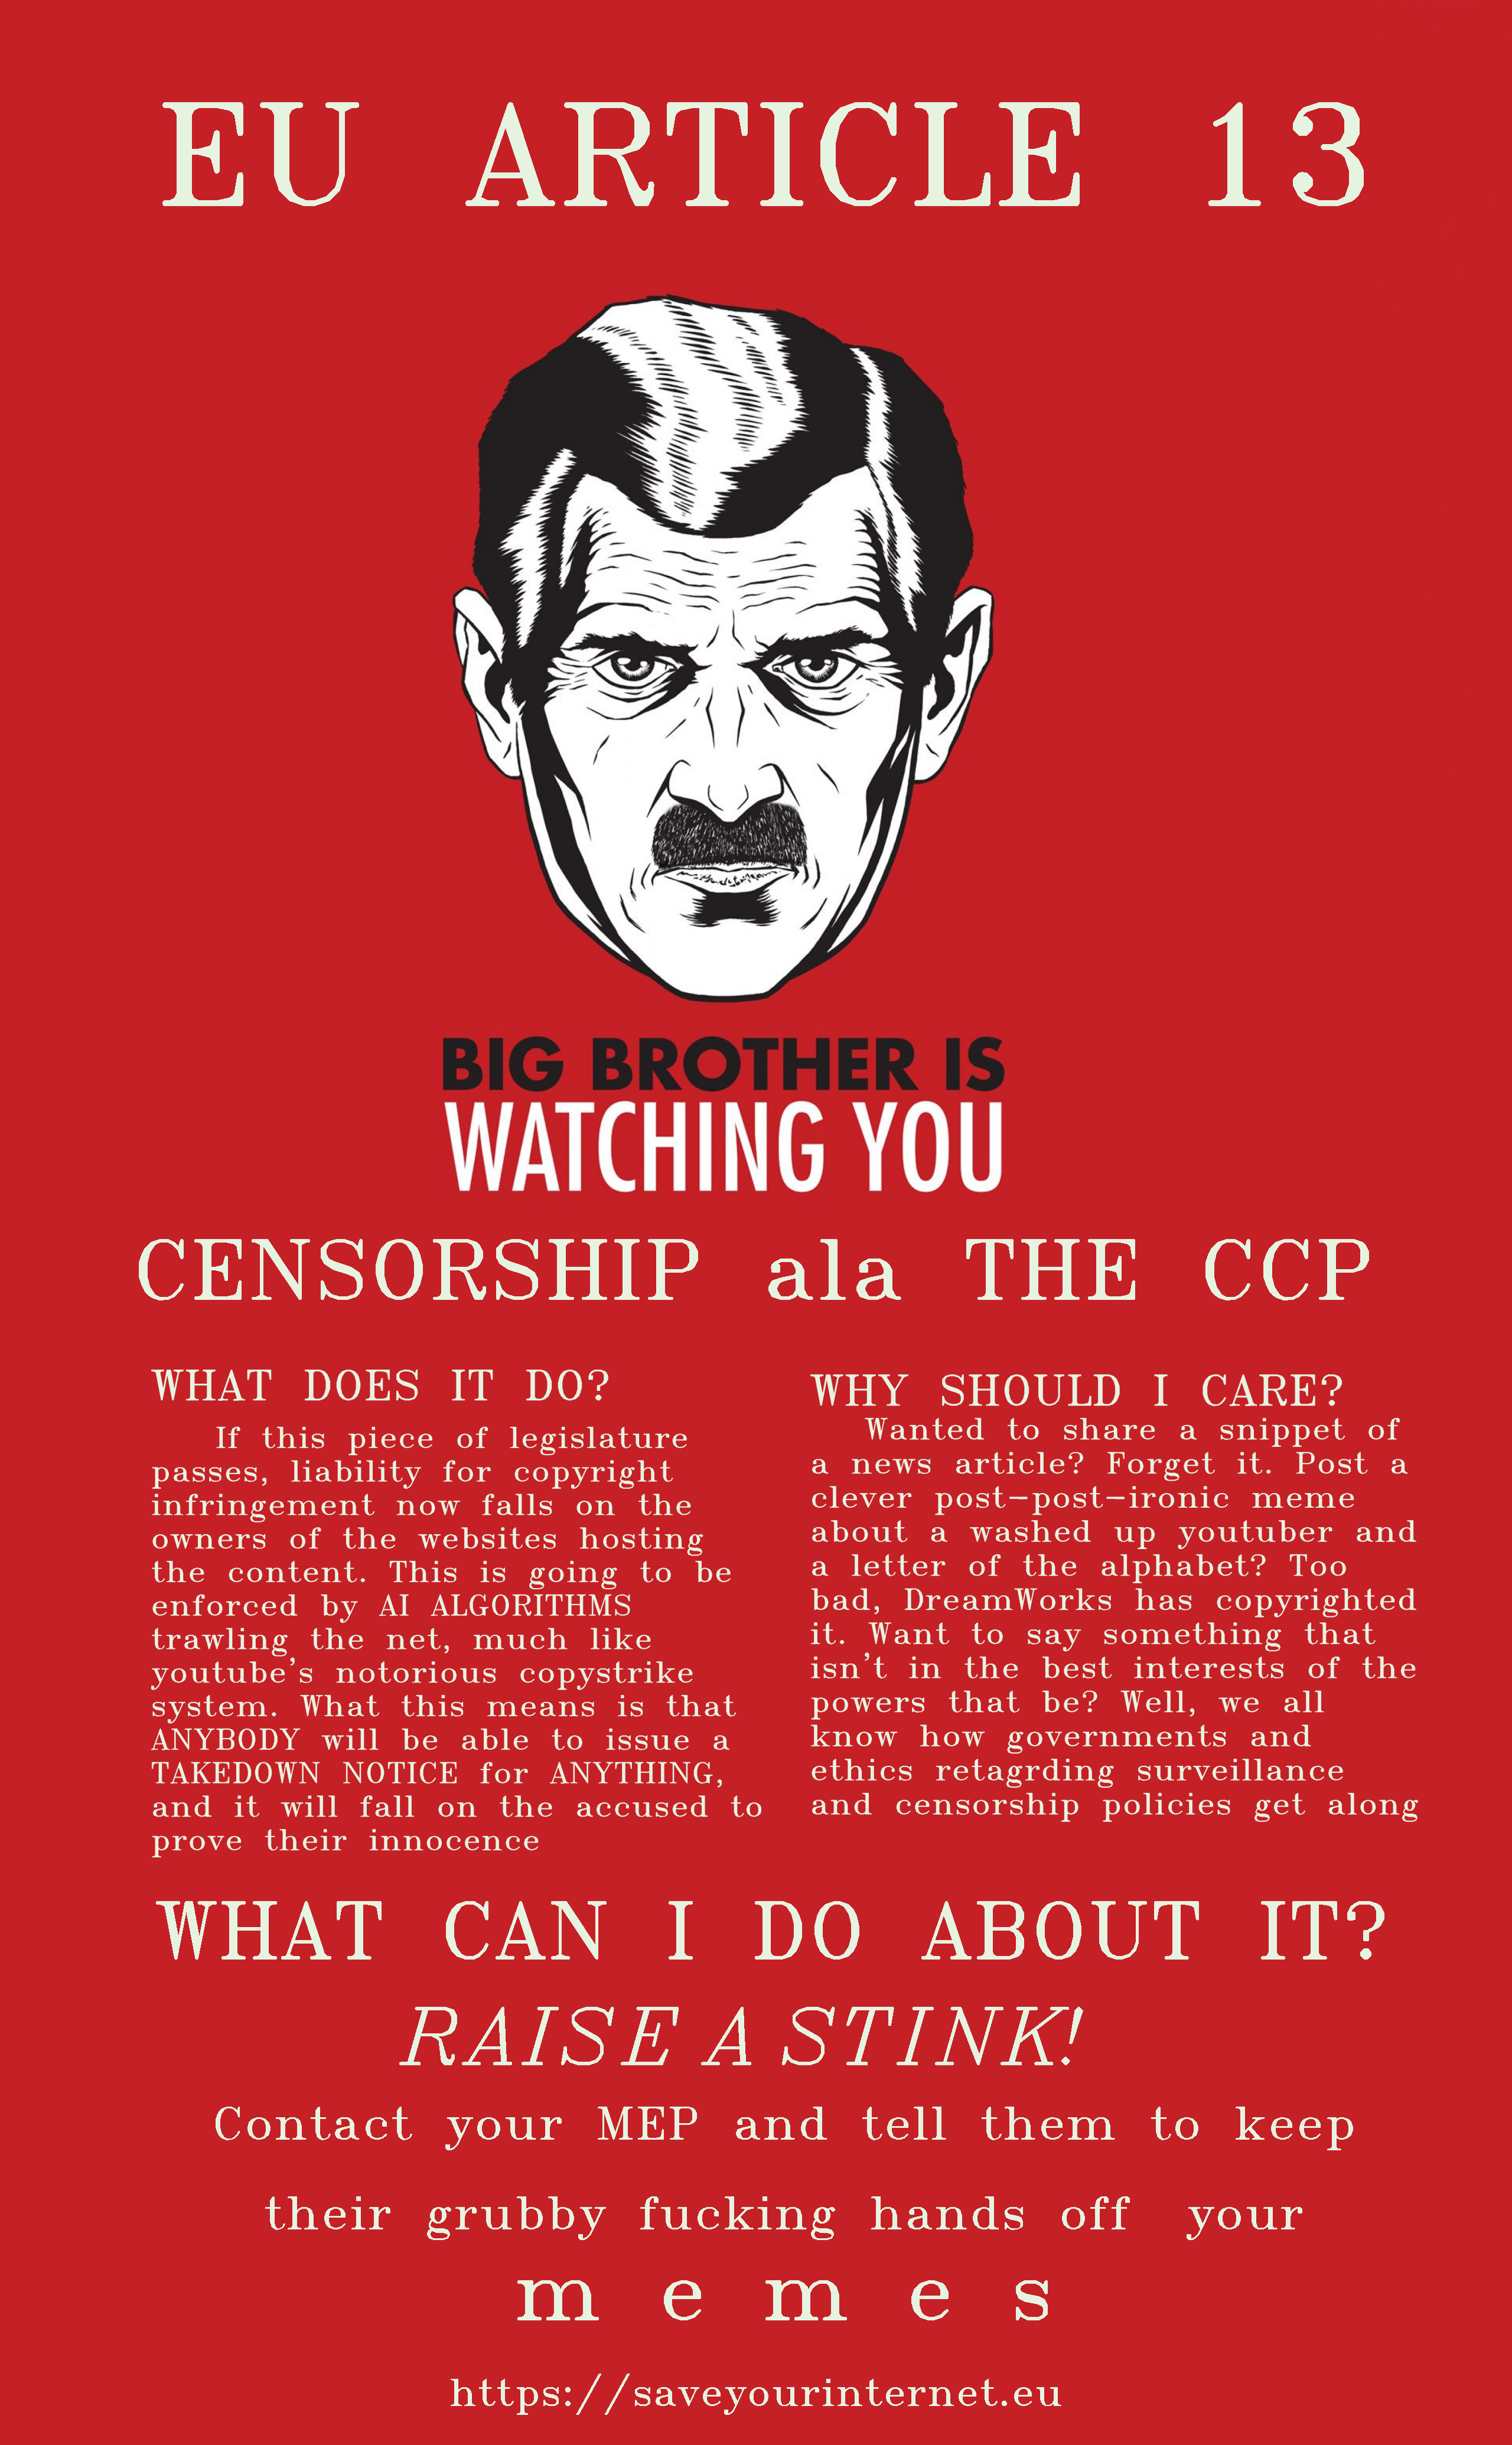 EU ARTICLE 13
BIG BROTHER IS
WATCHING YOU
CENSORSHIP ala THE CCP
WHAT DOES IT DO?
If this piece of legislature
passes, liability for copyright
infringement now falls on the
owners of the websites hosting
the content. This is going to be
enforced by AI ALGORITHMS
trawling the net, much like
youtube's notorious copystrike
system. What this means is that
ANYBODY will be able to issue a
TAKEDOWN NOTICE for ANYTHING,
and it will fall on the accused to
prove their innocence
WHY SHOULD I CARE?
Wanted to share a snippet of
a news article? Forget it. Post a
clever post-post-ironic meme
about a washed up youtuber and
a letter of the alphabet? Too
bad, DreamWorks has copyrighted
it. Want to say something that
isn't in the best interests of the
powers that be? Well, we all
know how governments and
ethics retagrding surveillance
and censorship policies get along
WHAT CAN I DO ABOUT IT?
RAISE A STINK!
Contact your MEP and tell them to keep
their grubby fucking hands off your
m e m e s
https://saveyourinternet.eu